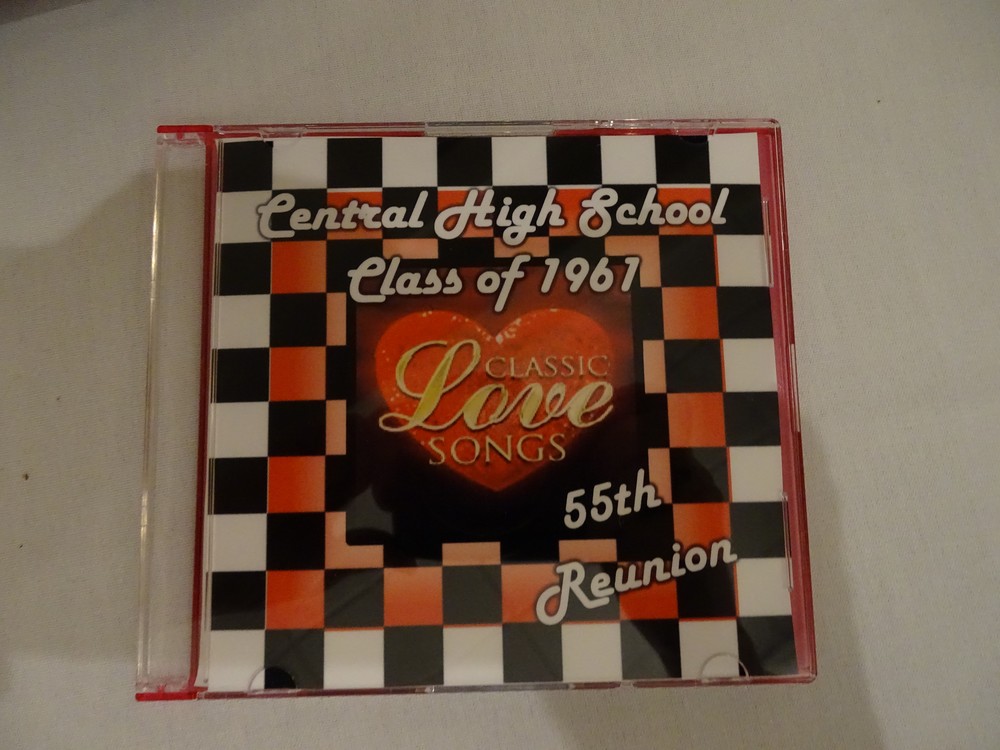 Central High School
Class of 1961
CLASSIC
Love
SONGS
55th
Reunion